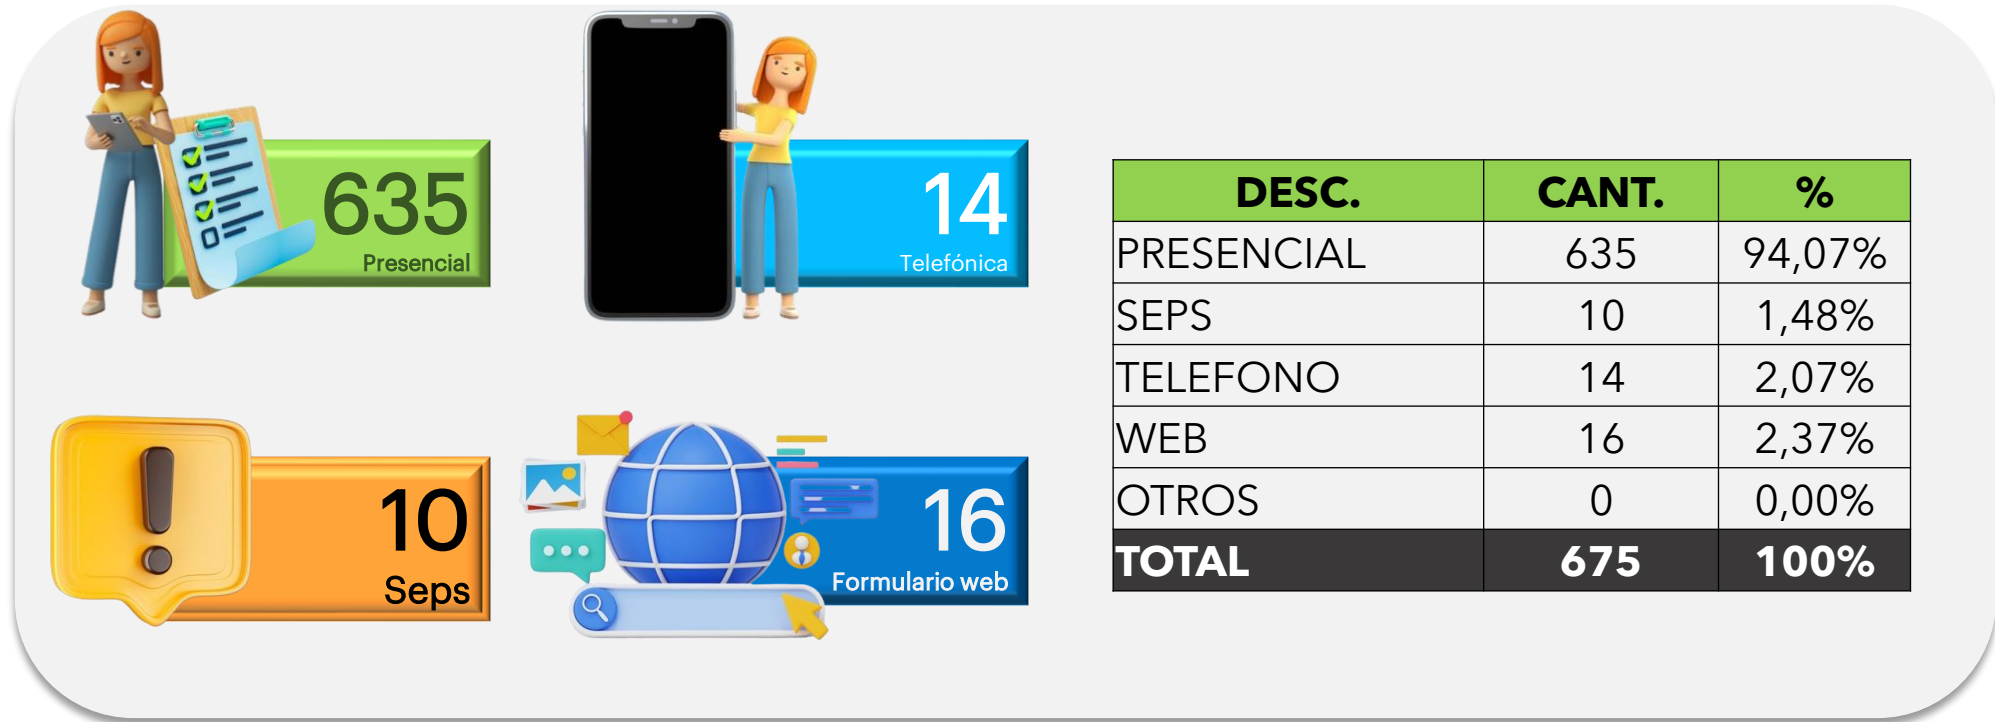 635
Presencial
14
Telefónica
10
Seps
16
Formulario web
DESC. CANT. %
PRESENCIAL 635 94,07%
SEPS 10 1,48%
TELEFONO 14 2,07%
WEB 16 2,37%
OTROS 0 0,00%
TOTAL 675 100%